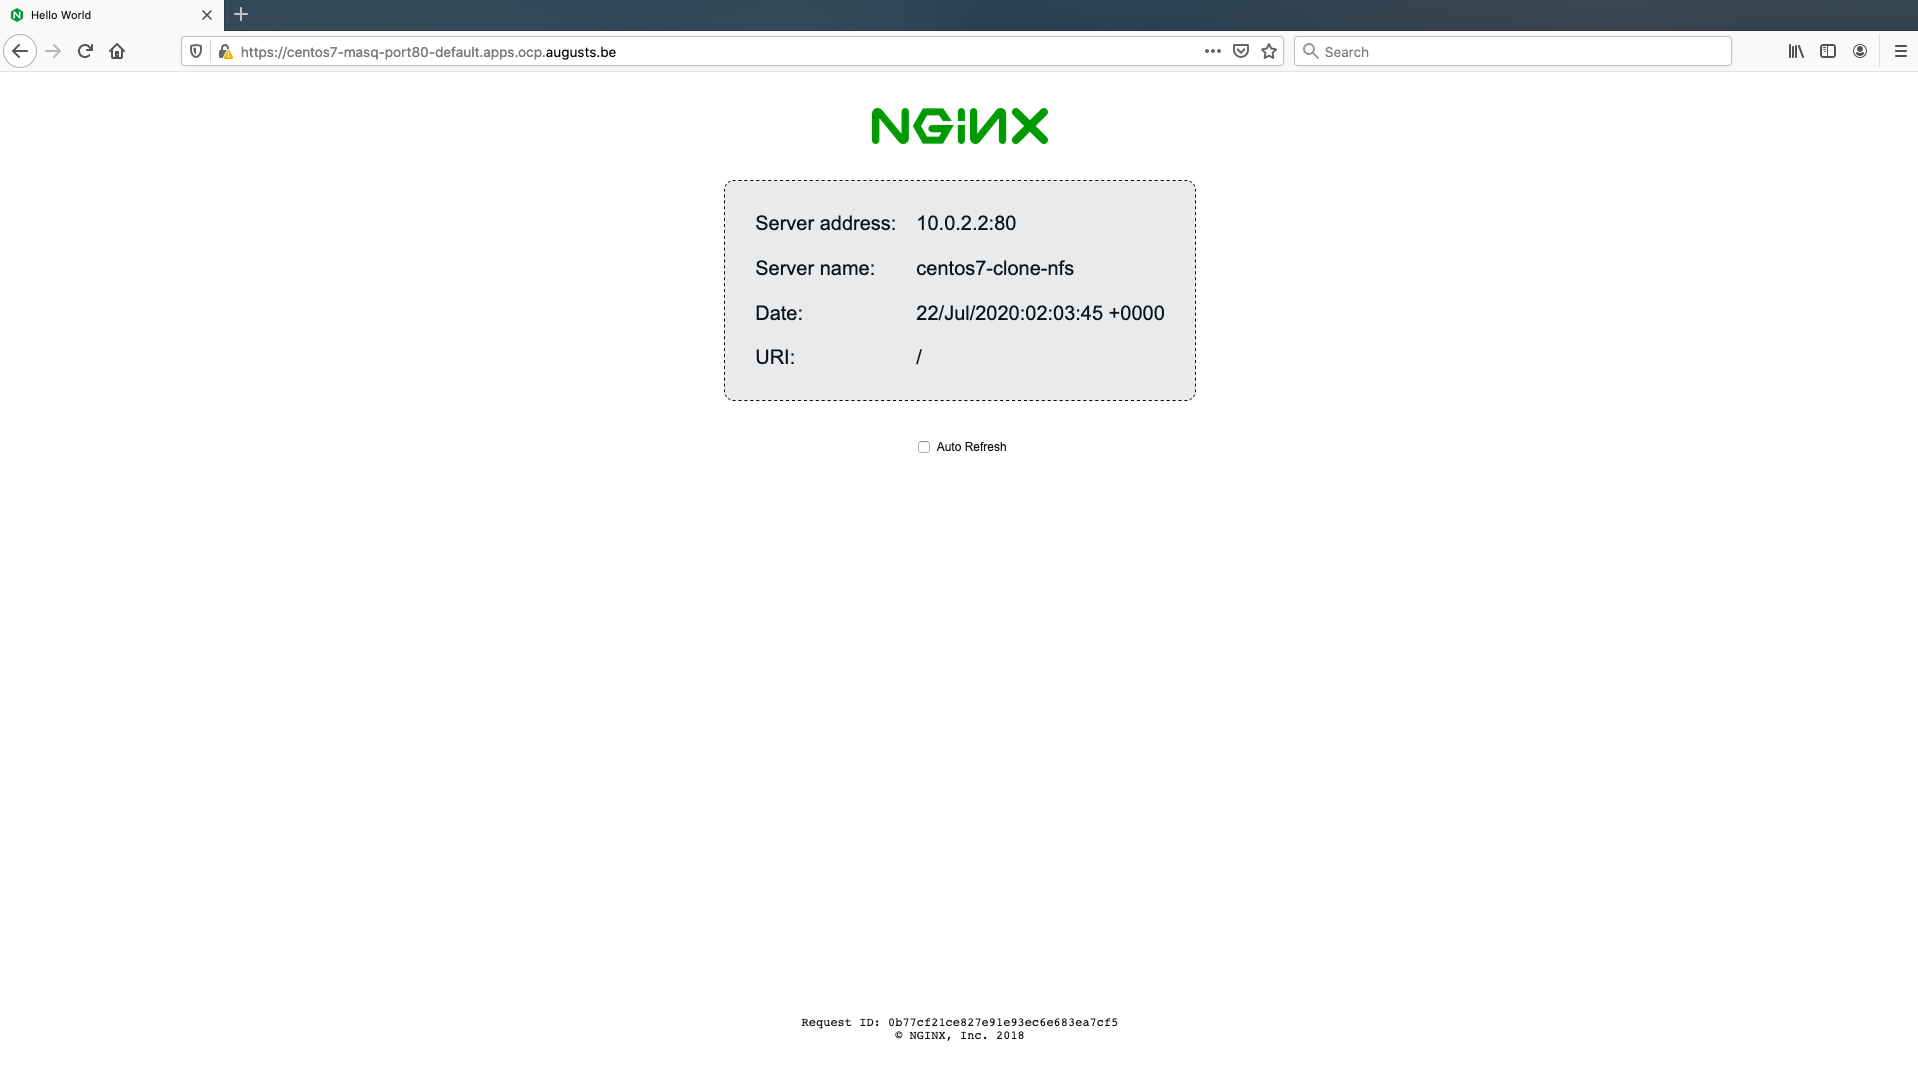 Hello World
https://centos7-masq-port80-default.apps.ocp.augusts.be
Search
NGINX
Server address: 10.0.2.2:80
Server name: centos7-clone-nfs
Date: 22/Jul/2020:02:03:45 +0000
URI: /
Auto Refresh
Request ID: 0b77cf21ce827e91e93ec6e683ea7cf5
© NGINX, Inc. 2018